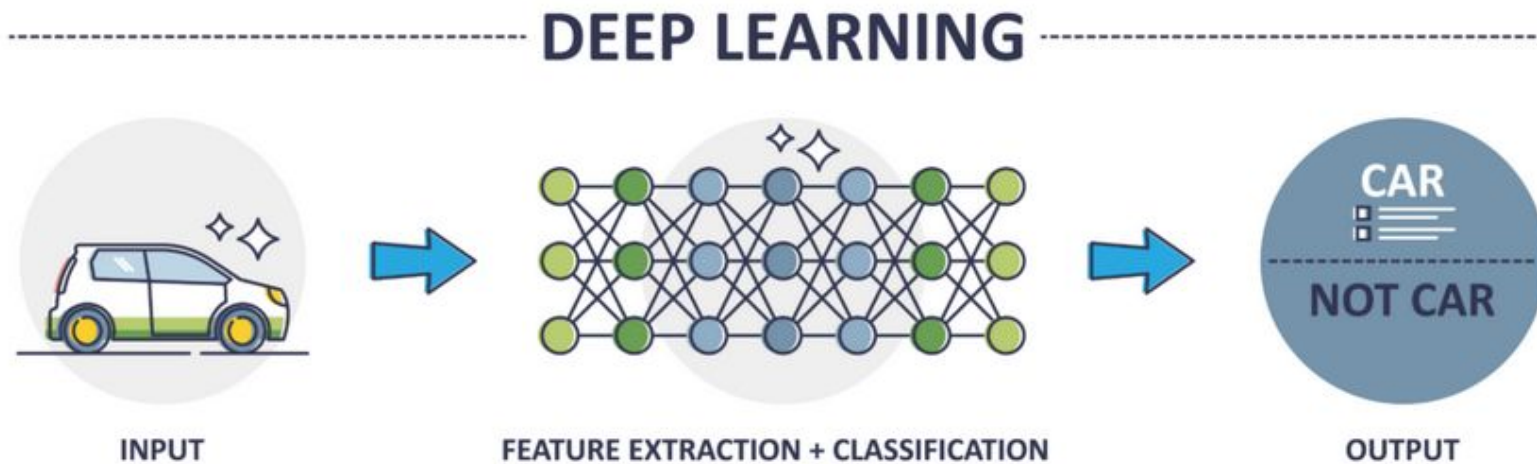 DEEP LEARNING
CAR
NOT CAR
INPUT
FEATURE EXTRACTION + CLASSIFICATION
OUTPUT